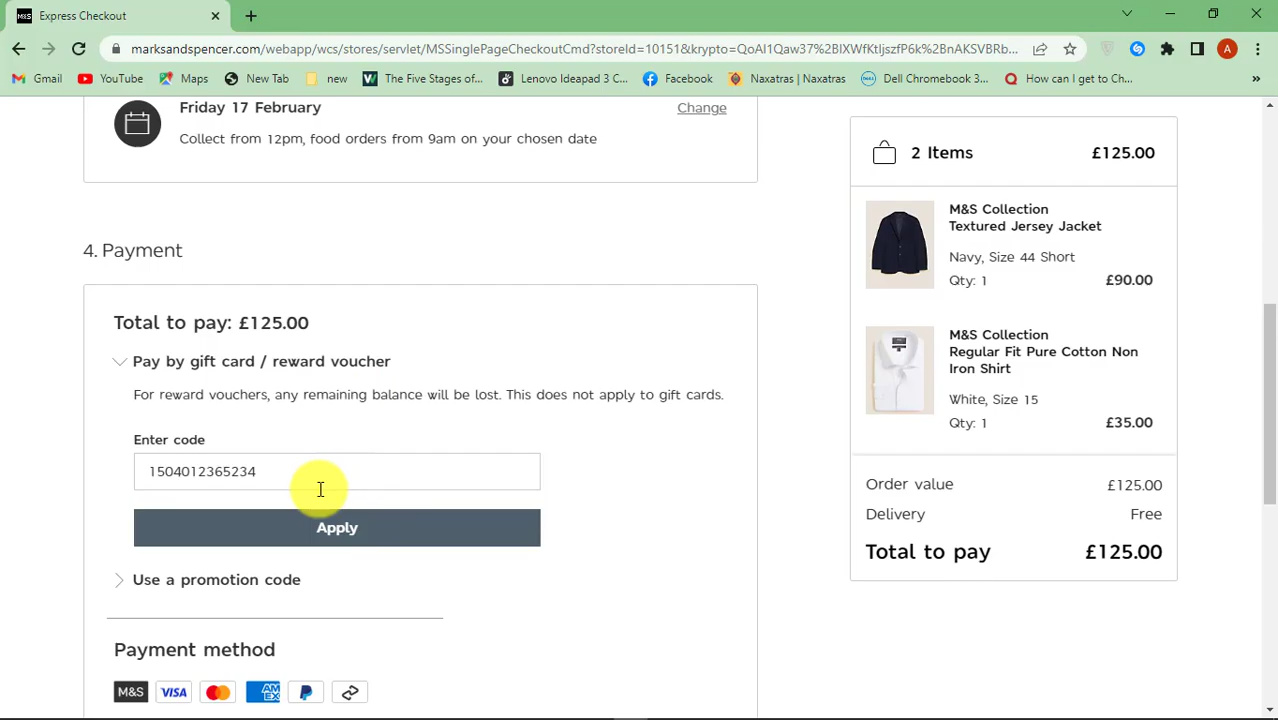 M&S Express Checkout
marksandspencer.com/webapp/wcs/stores/servlet/MSSinglePageCheckoutCmd?storeId=10151&krypto=QoAI1Qaw37%2BIXWfKtIjszfP6k%2BnAKSVBRb...
A
Gmail
YouTube
Maps
New Tab
new
The Five Stages of...
Lenovo Ideapad 3 C...
Facebook
Naxatras | Naxatras
Dell Chromebook 3...
How can I get to Ch...
»
Friday 17 February
Change
Collect from 12pm, food orders from 9am on your chosen date
4. Payment
Total to pay: £125.00
Pay by gift card / reward voucher
For reward vouchers, any remaining balance will be lost. This does not apply to gift cards.
Enter code
1504012365234
Apply
Use a promotion code
Payment method
M&S
VISA
AM
EX
2 Items £125.00
M&S Collection
Textured Jersey Jacket
Navy, Size 44 Short
Qty: 1 £90.00
M&S Collection
Regular Fit Pure Cotton Non
Iron Shirt
White, Size 15
Qty: 1 £35.00
Order value £125.00
Delivery Free
Total to pay £125.00